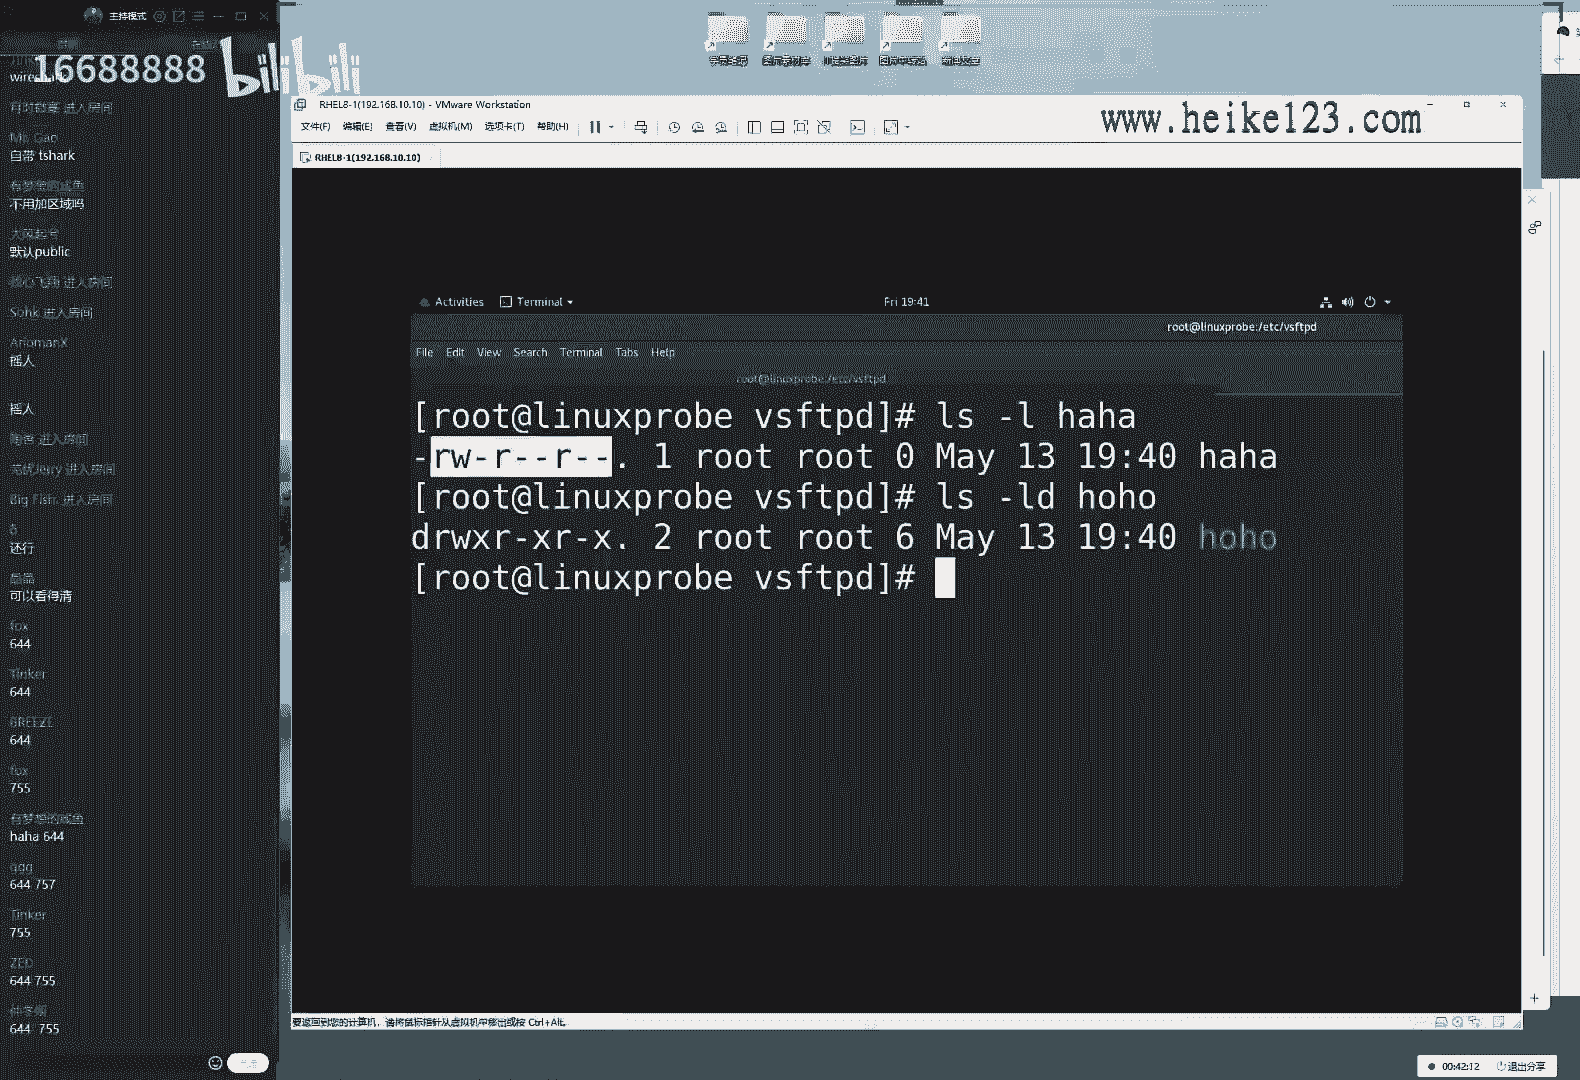 主持模式
16688888
bilibili
进入房间
Mr. Gao
自带 tshark
有梦想的咸鱼
不用加区域吗
大风起兮
默认public
进入房间
Sohk 进入房间
ArlomanX
摇人
摇人
进入房间
Jerry 进入房间
Big Fish. 进入房间
还行
可以看得清
fox
644
Tinker
644
BREEZE
644
fox
755
有梦想的咸鱼
haha 644
qqq
644 757
Tinker
755
ZED
644 755
644 755
RHEL8-1(192.168.10.10) - VMware Workstation
www.heike123.com
文件(F) 编辑(E) 查看(V) 虚拟机(M) 选项卡(T) 帮助(H)
RHEL8-1(192.168.10.10)
Activities Terminal Fri 19:41
root@linuxprobe:/etc/vsftpd
File Edit View Search Terminal Tabs Help
root@linuxprobe:/etc/vsftpd
[root@linuxprobe vsftpd]# ls -l haha
-rw-r--r--. 1 root root 0 May 13 19:40 haha
[root@linuxprobe vsftpd]# ls -ld hoho
drwxr-xr-x. 2 root root 6 May 13 19:40 hoho
[root@linuxprobe vsftpd]#
要返回到您的计算机，请将鼠标指针从虚拟机中移出或按 Ctrl+Alt。
00:42:12 退出分享